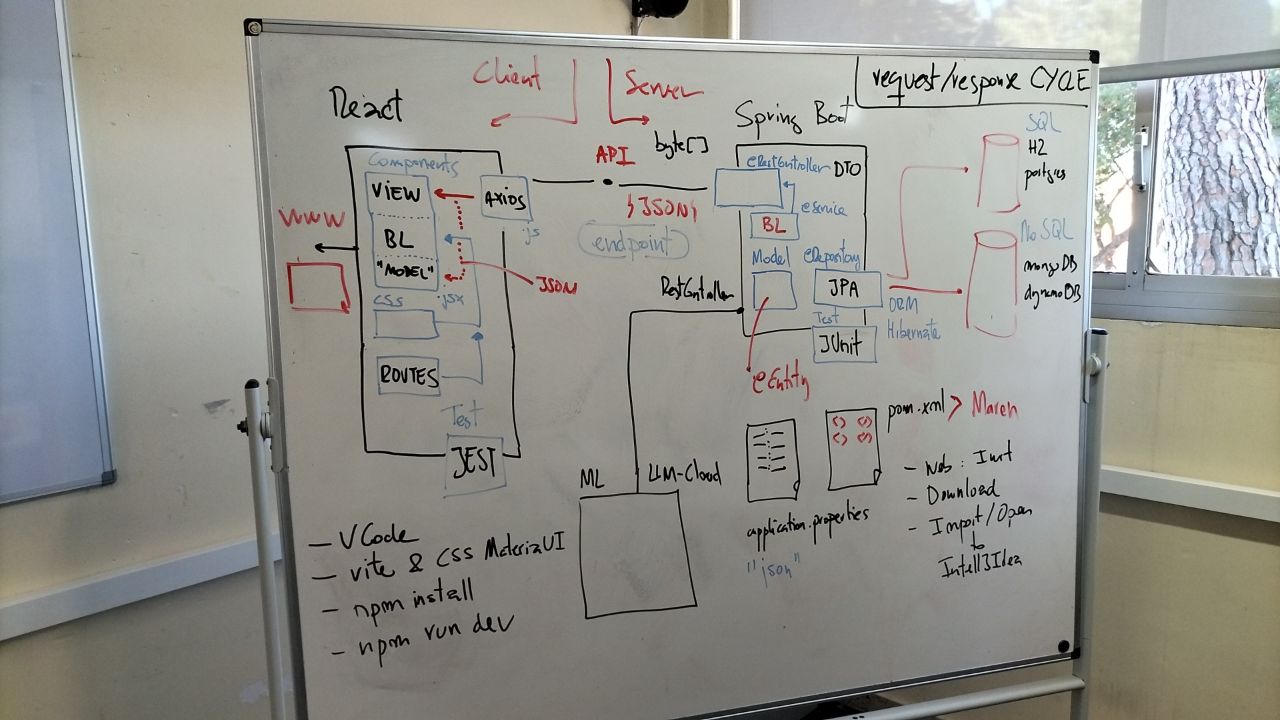 Client
Server
request/response CYCLE
React
Spring Boot
SQL
H2
postgres
API
byte[]
Components
VIEW
BL
"MODEL"
.jsx
AXIOS
.js
{JSON}
endpoint
JSON
WWW
CSS
ROUTES
Test
JEST
@RestController
DTO
@Service
BL
Model
@Repository
JPA
ORM
Hibernate
Test
JUnit
@Entity
RestController
NoSQL
mongoDB
dynamoDB
ML
LLM-Cloud
application.properties
"json"
<> <>
<> <>
pom.xml > Maven
- Web: Init
- Download
- Import/Open
to
IntellJIdea
- VCode
- vite & CSS MateriaUI
- npm install
- npm run dev